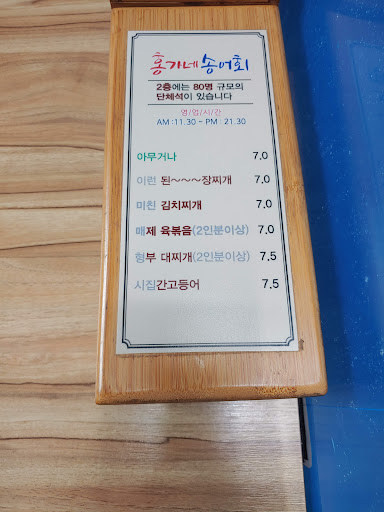 홍기네송어회
2층에는 80명 규모의
단체석이 있습니다
영/업/시/간
AM :11.30 ~ PM : 21.30
아무거나 7.0
이런 된~~~장찌개 7.0
미친 김치찌개 7.0
매제 육볶음(2인분이상) 7.0
형부 대찌개(2인분이상) 7.5
시집간고등어 7.5